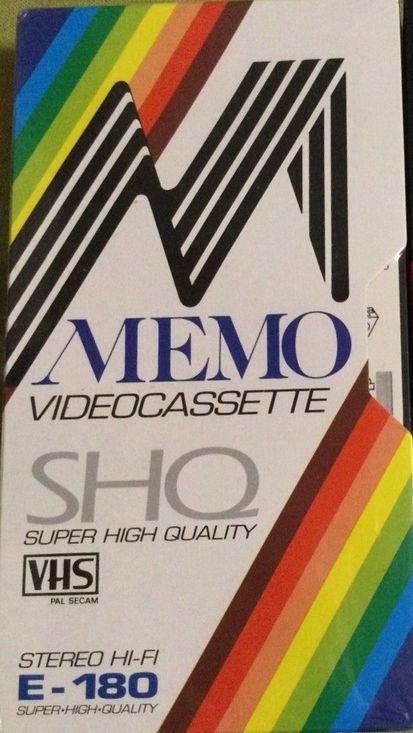 MEMO
VIDEOCASSETTE
SHQ
SUPER HIGH QUALITY
VHS
PAL SECAM
STEREO HI-FI
E-180
SUPER•HIGH•QUALITY